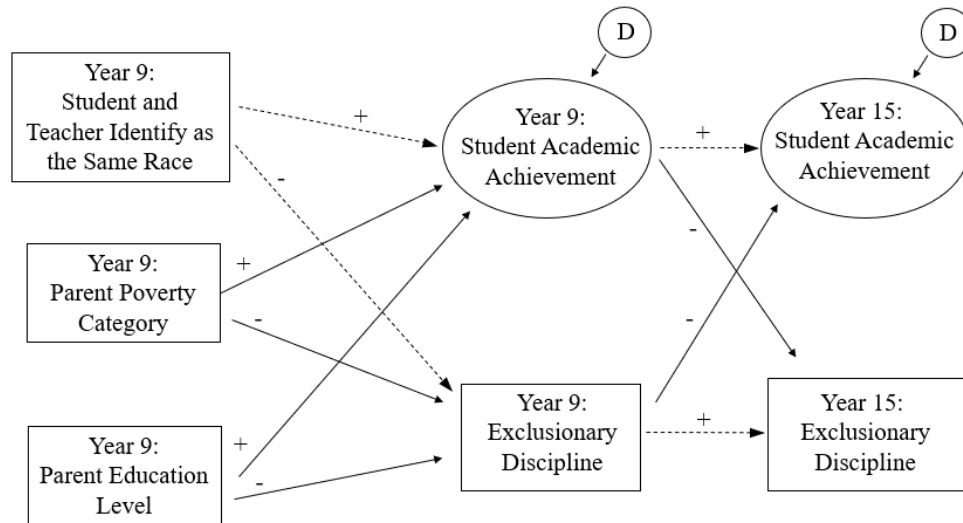 D
D
Year 9:
Student and
Teacher Identify as
the Same Race
+
Year 9:
Student Academic
Achievement
+
Year 15:
Student Academic
Achievement
-
Year 9:
Parent Poverty
Category
+
-
-
-
Year 9:
Parent Education
Level
+
-
Year 9:
Exclusionary
Discipline
+
Year 15:
Exclusionary
Discipline